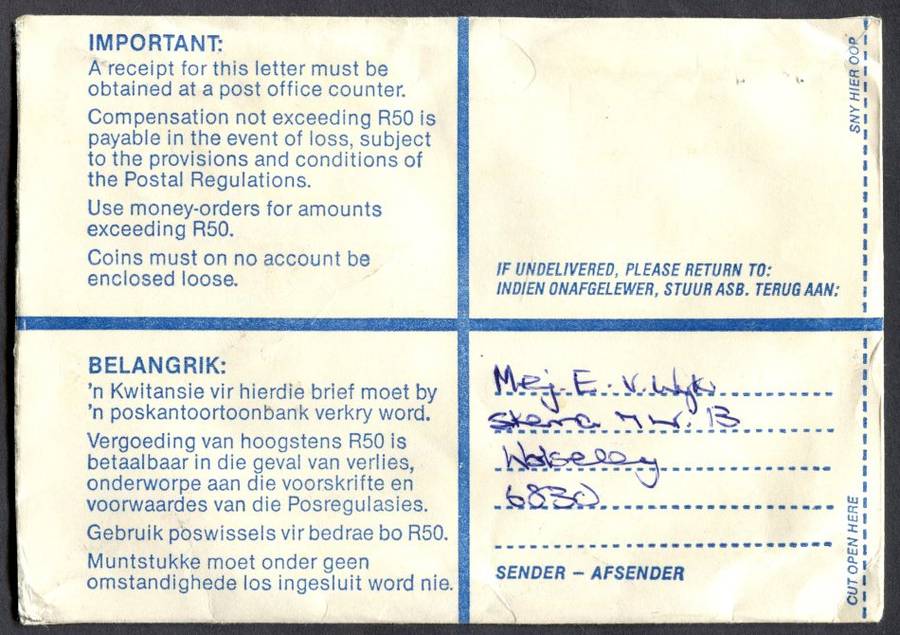 IMPORTANT:
A receipt for this letter must be
obtained at a post office counter.
Compensation not exceeding R50 is
payable in the event of loss, subject
to the provisions and conditions of
the Postal Regulations.
Use money-orders for amounts
exceeding R50.
Coins must on no account be
enclosed loose.
IF UNDELIVERED, PLEASE RETURN TO:
INDIEN ONAFGELEWER, STUUR ASB. TERUG AAN:
SNY HIER OOP
BELANGRIK:
'n Kwitansie vir hierdie brief moet by
'n poskantoortoonbank verkry word.
Vergoeding van hoogstens R50 is
betaalbaar in die geval van verlies,
onderworpe aan die voorskrifte en
voorwaardes van die Posregulasies.
Gebruik poswissels vir bedrae bo R50.
Muntstukke moet onder geen
omstandighede los ingesluit word nie.
Mej. E. v. Wyk
13
Wolseley
6830
SENDER – AFSENDER
CUT OPEN HERE